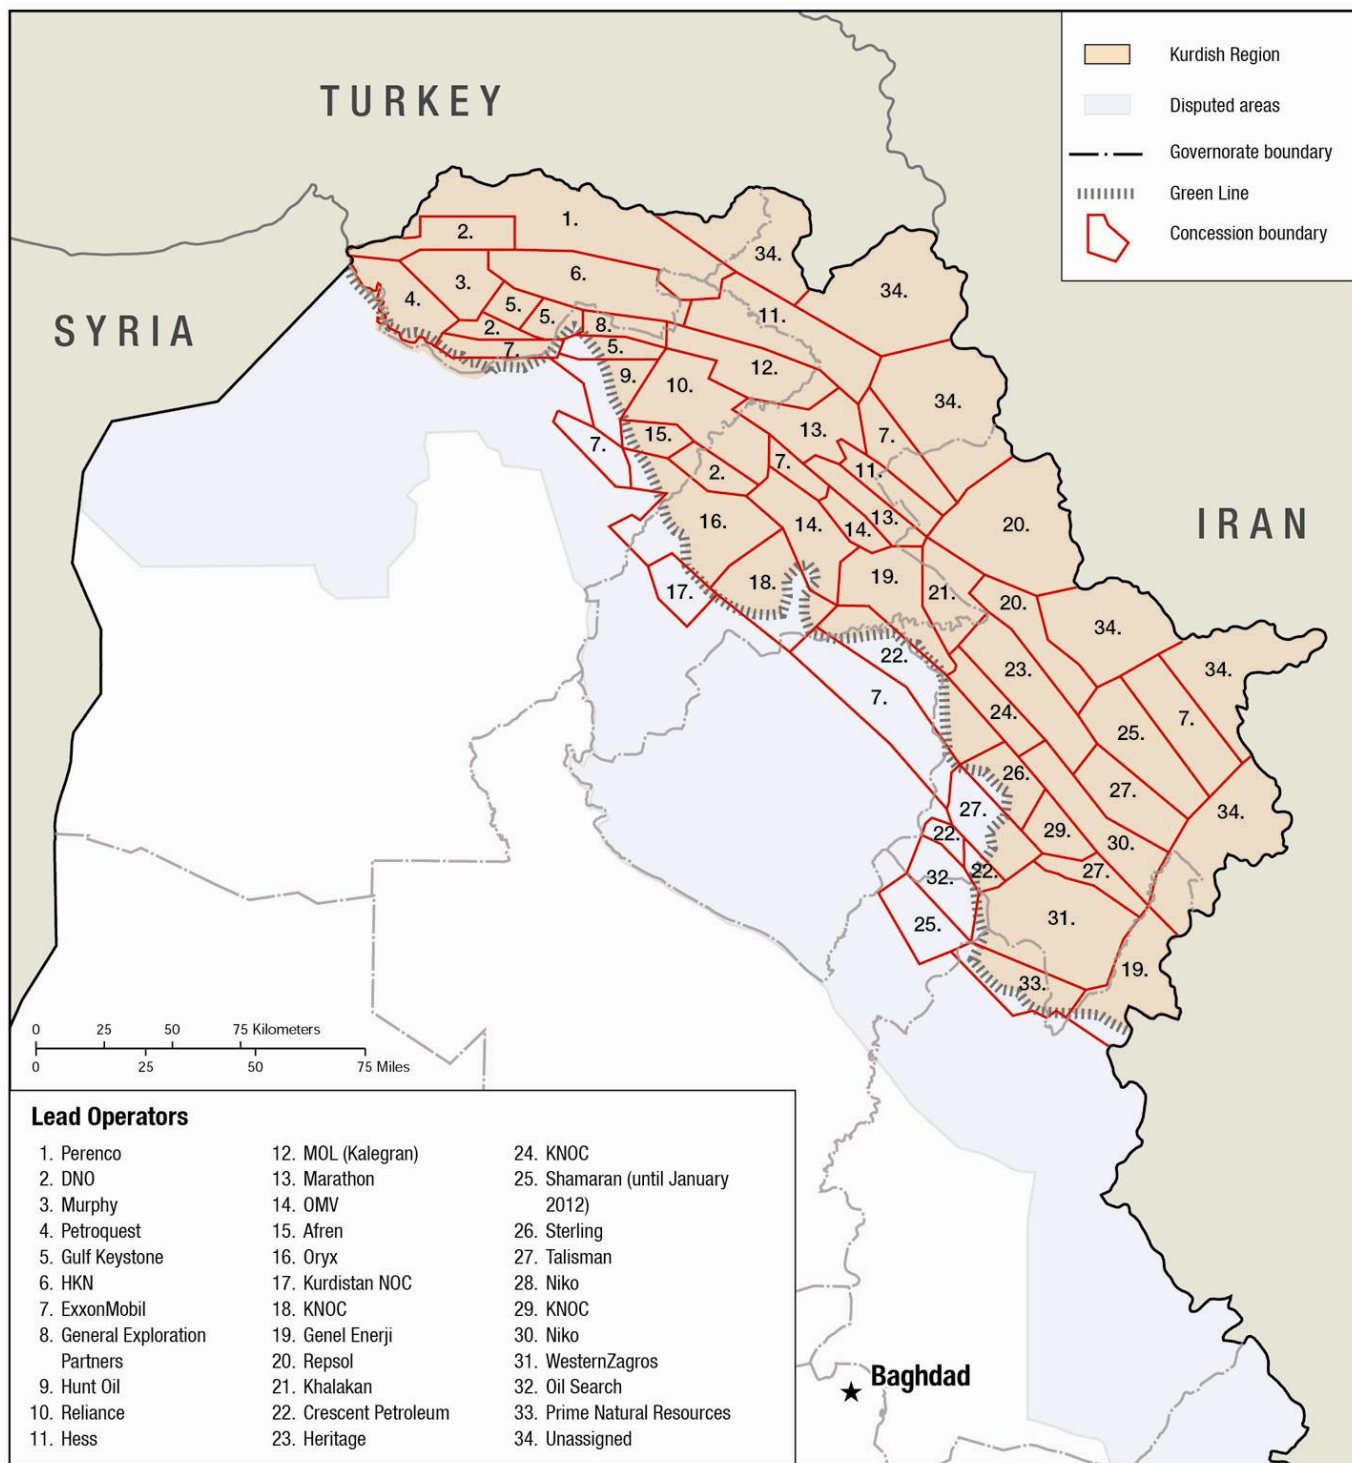 TURKEY
SYRIA
IRAN
Kurdish Region
Disputed areas
Governorate boundary
Green Line
Concession boundary
1.
2.
34.
34.
6.
3.
4.
5.
5.
8.
11.
2.
7.
5.
12.
9.
10.
34.
7.
15.
13.
7.
2.
7.
11.
16.
14.
14.
13.
20.
17.
18.
19.
21.
20.
34.
22.
23.
34.
7.
24.
25.
7.
26.
27.
27.
34.
22.
29.
30.
32.
22.
27.
25.
31.
33.
19.
0 25 50 75 Kilometers
0 25 50 75 Miles
Baghdad
Lead Operators
1. Perenco
2. DNO
3. Murphy
4. Petroquest
5. Gulf Keystone
6. HKN
7. ExxonMobil
8. General Exploration
Partners
9. Hunt Oil
10. Reliance
11. Hess
12. MOL (Kalegran)
13. Marathon
14. OMV
15. Afren
16. Oryx
17. Kurdistan NOC
18. KNOC
19. Genel Enerji
20. Repsol
21. Khalakan
22. Crescent Petroleum
23. Heritage
24. KNOC
25. Shamaran (until January
2012)
26. Sterling
27. Talisman
28. Niko
29. KNOC
30. Niko
31. WesternZagros
32. Oil Search
33. Prime Natural Resources
34. Unassigned